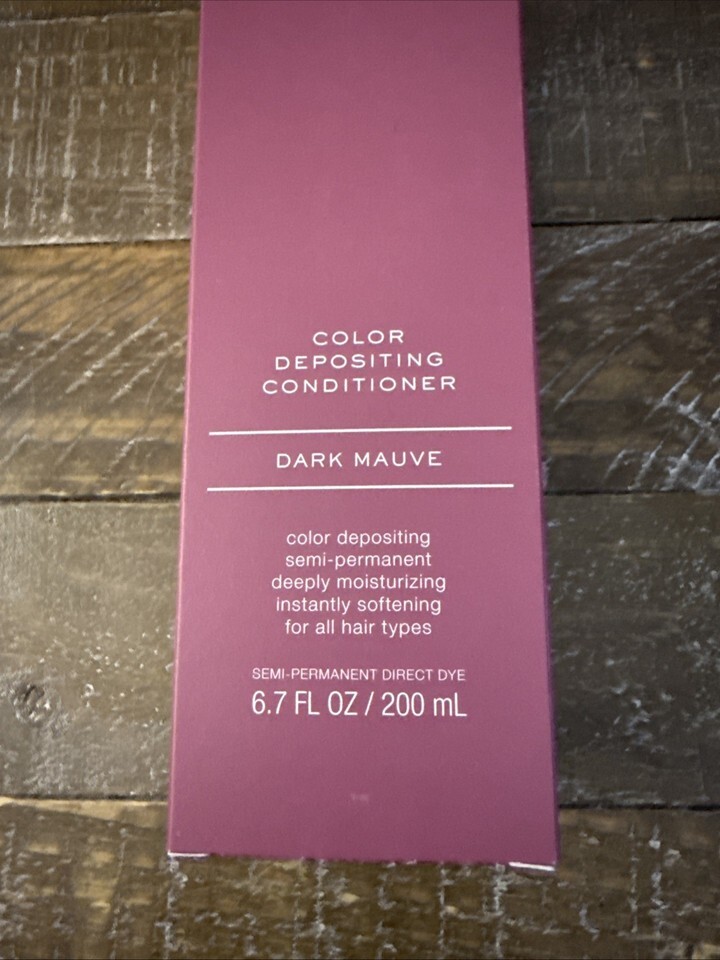 COLOR
DEPOSITING
CONDITIONER
DARK MAUVE
color depositing
semi-permanent
deeply moisturizing
instantly softening
for all hair types
SEMI-PERMANENT DIRECT DYE
6.7 FL OZ / 200 mL